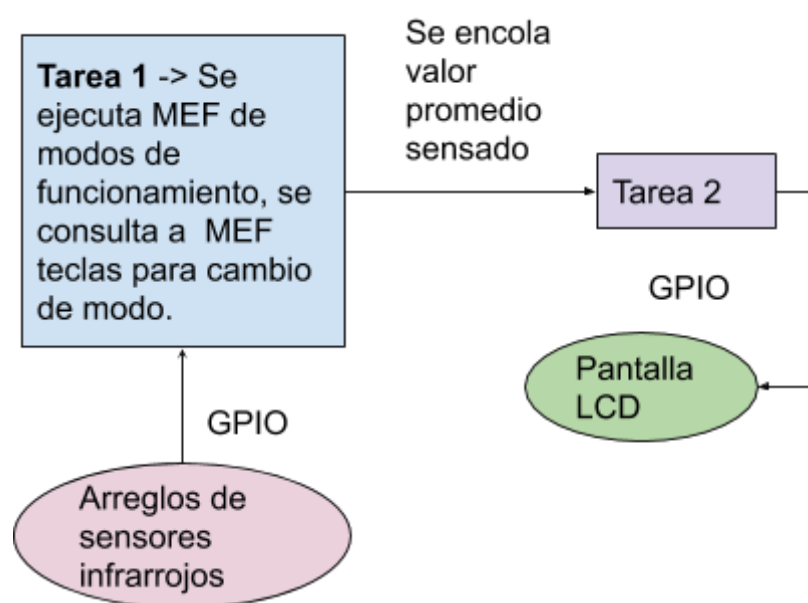 Tarea 1 -> Se
ejecuta MEF de
modos de
funcionamiento, se
consulta a  MEF
teclas para cambio
de modo.
Se encola
valor
promedio
sensado
Tarea 2
GPIO
Pantalla
LCD
GPIO
Arreglos de
sensores
infrarrojos